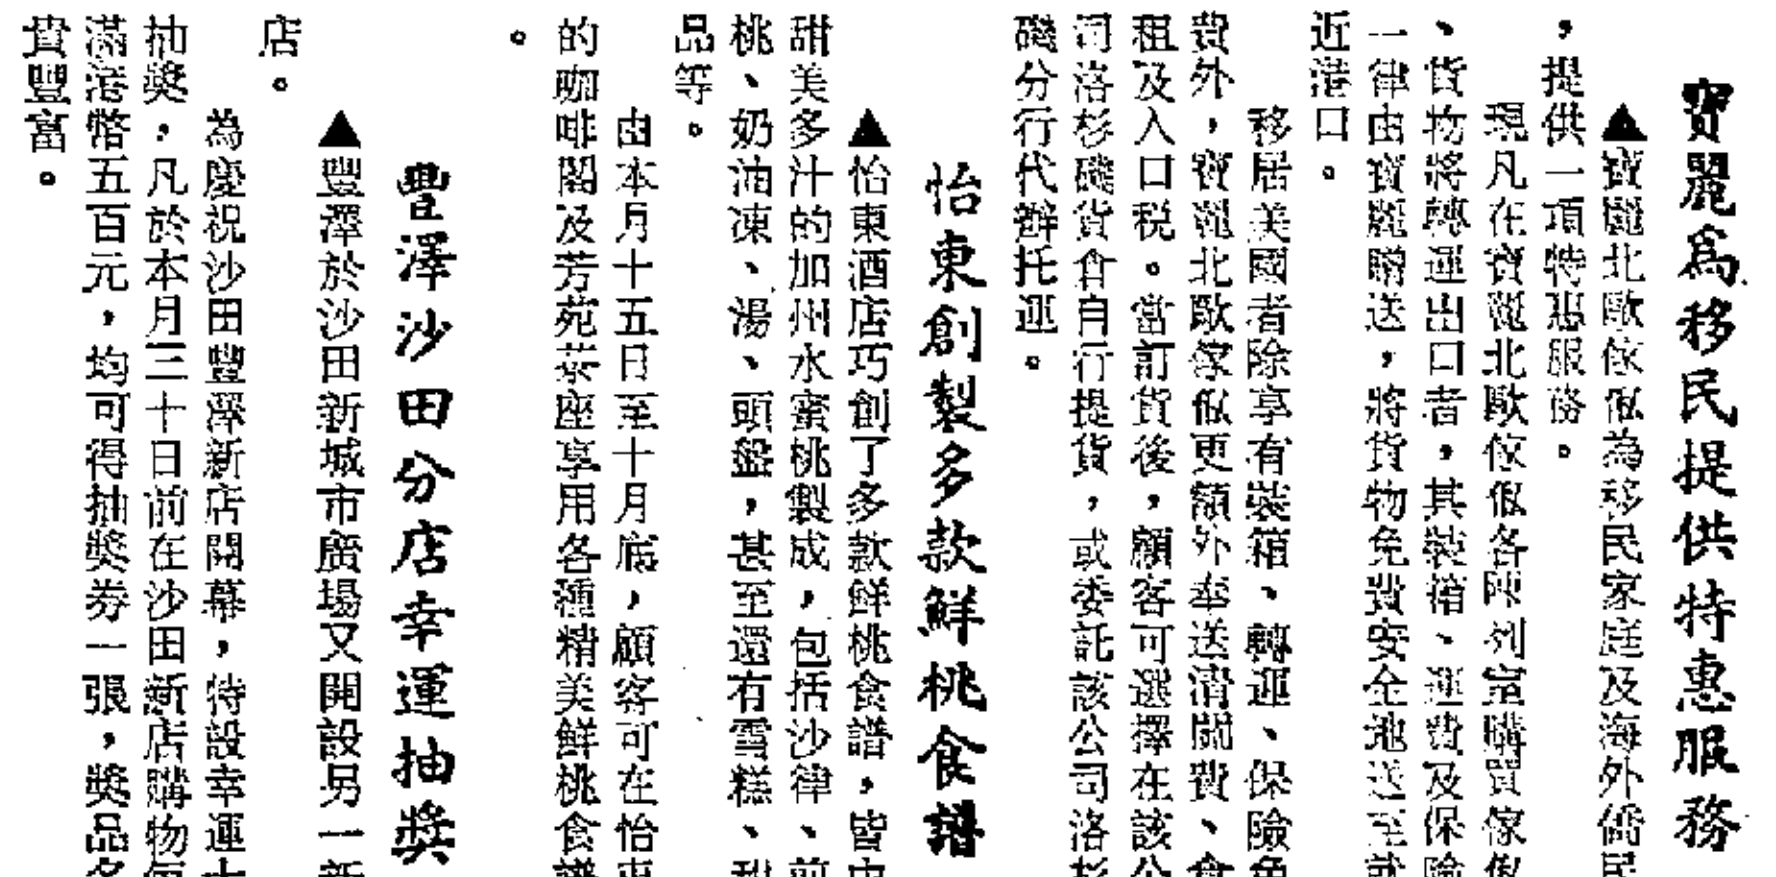 寶麗為移民提供特惠服務
▲寶麗北歐傢俬為移民家庭及海外僑民
，提供一項特惠服務。
現凡在寶麗北歐傢俬各陳列室購買傢俬
、貨物將轉運出口者，其裝箱、運費及保險
一律由寶麗贈送，將貨物免費安全地送至就
近港口。
移居美國者除享有裝箱、轉運、保險免
費外，寶麗北歐傢俬更額外奉送清關費、倉
租及入口税。當訂貨後，顧客可選擇在該公
司洛杉磯貨倉自行提貨，或委託該公司洛杉
磯分行代辦托運。
怡東創製多款鮮桃食譜
▲怡東酒店巧創了多款鮮桃食譜，皆由
甜美多汁的加州水蜜桃製成，包括沙律、前
桃、奶油凍、湯、頭盤，甚至還有雪糕、甜
品等。
由本月十五日至十月底，顧客可在怡東
的咖啡閣及芳苑茶座享用各種精美鮮桃食譜
。
豐澤沙田分店幸運抽獎
▲豐澤於沙田新城市廣場又開設另一新
店。
為慶祝沙田豐澤新店開幕，特設幸運大
抽獎，凡於本月三十日前在沙田新店購物每
滿港幣五百元，均可得抽獎券一張，獎品名
貴豐富。